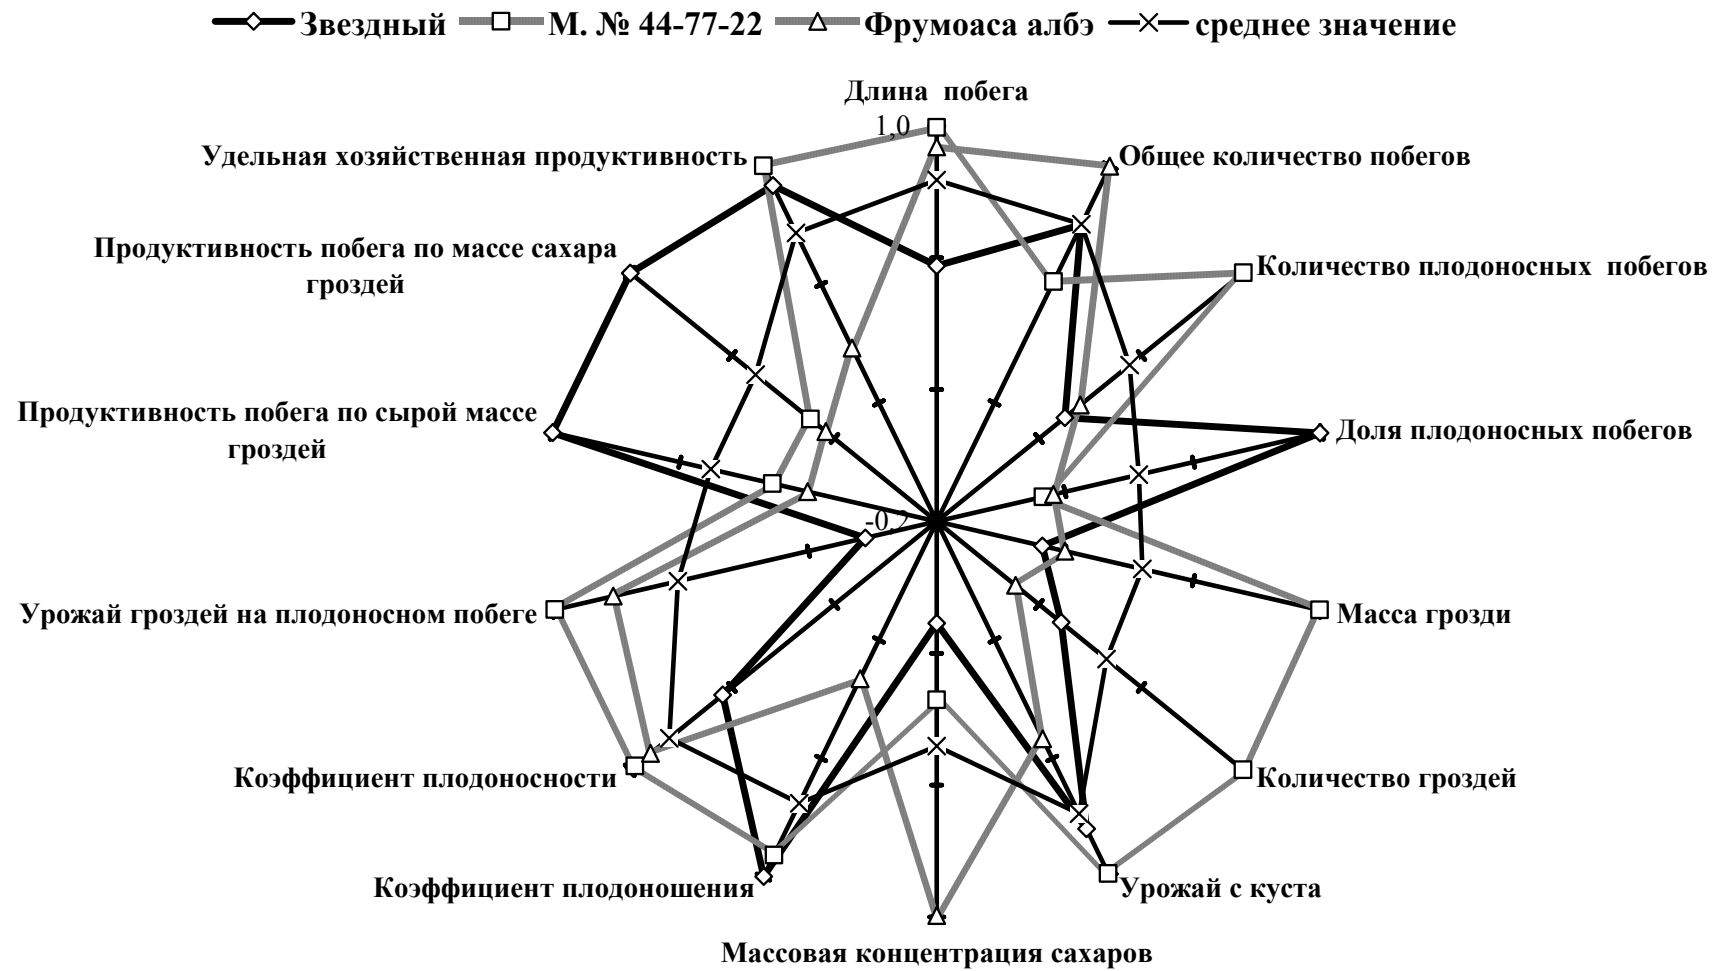 Звездный М. № 44-77-22 Фрумоаса албэ среднее значение
Длина побега
1,0
Удельная хозяйственная продуктивность
Общее количество побегов
Продуктивность побега по массе сахара
гроздей
Количество плодоносных побегов
Продуктивность побега по сырой массе
гроздей
Доля плодоносных побегов
-0,2
Урожай гроздей на плодоносном побеге
Масса грозди
Коэффициент плодоносности
Количество гроздей
Коэффициент плодоношения
Урожай с куста
Массовая концентрация сахаров